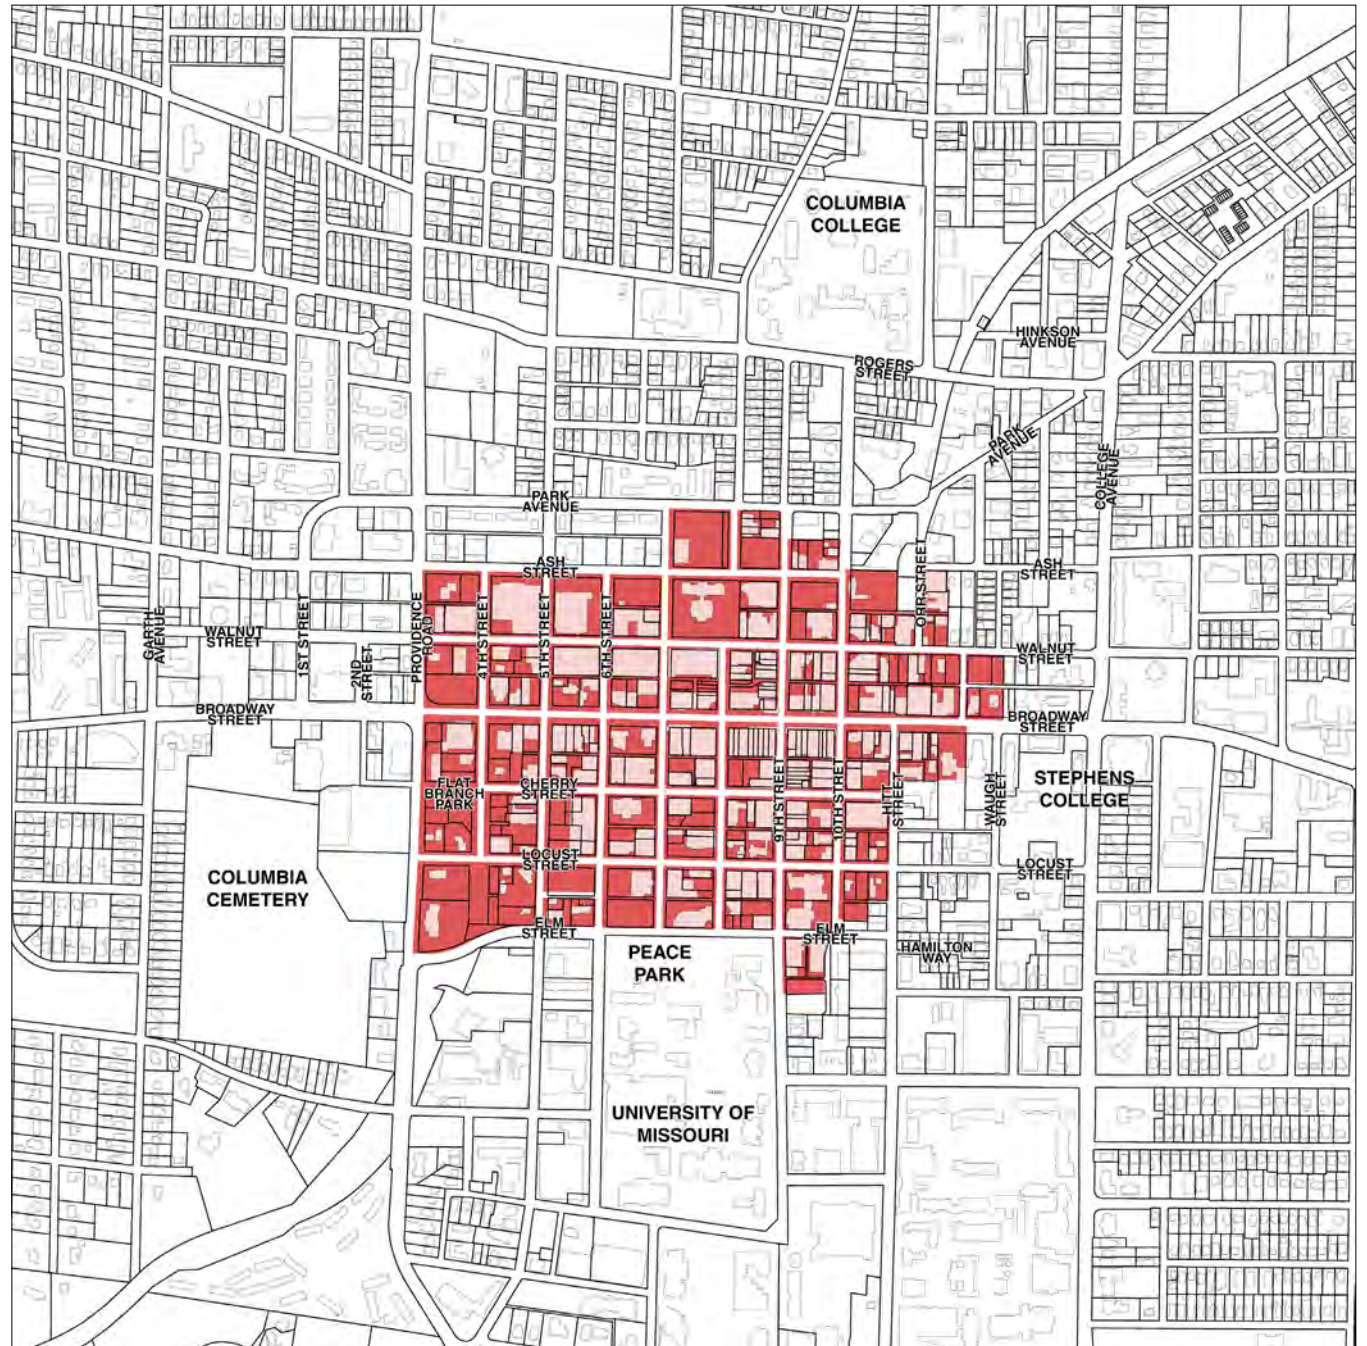 COLUMBIA
COLLEGE
HINKSON
AVENUE
ROGERS
STREET
PARK
AVENUE
COLLEGE
AVENUE
PARK
AVENUE
ASH
STREET
ORR STREET
ASH
STREET
GARTH
AVENUE
WALNUT
STREET
1ST STREET
2ND
STREET
PROVIDENCE
ROAD
4TH STREET
5TH STREET
6TH STREET
WALNUT
STREET
BROADWAY
STREET
BROADWAY
STREET
FLAT
BRANCH
PARK
CHERRY
STREET
9TH STREET
10TH STRET
HITT
STREET
WAUGH
STREET
STEPHENS
COLLEGE
LOCUST
STREET
LOCUST
STREET
COLUMBIA
CEMETERY
ELM
STREET
ELM
STREET
HAMILTON
WAY
PEACE
PARK
UNIVERSITY OF
MISSOURI